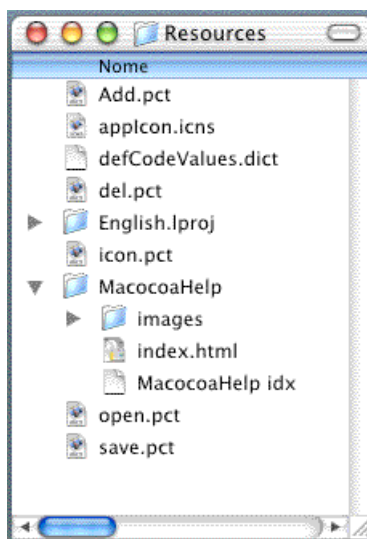 Resources
Nome
Add.pct
appIcon.icns
defCodeValues.dict
del.pct
English.lproj
icon.pct
MacocoaHelp
images
index.html
MacocoaHelp idx
open.pct
save.pct